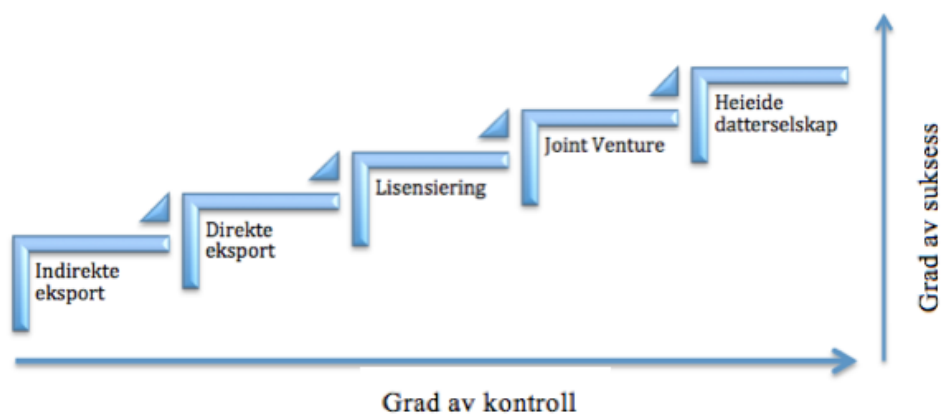 Heieide
datterselskap
Joint Venture
Lisensiering
Direkte
eksport
Indirekte
eksport
Grad av suksess
Grad av kontroll